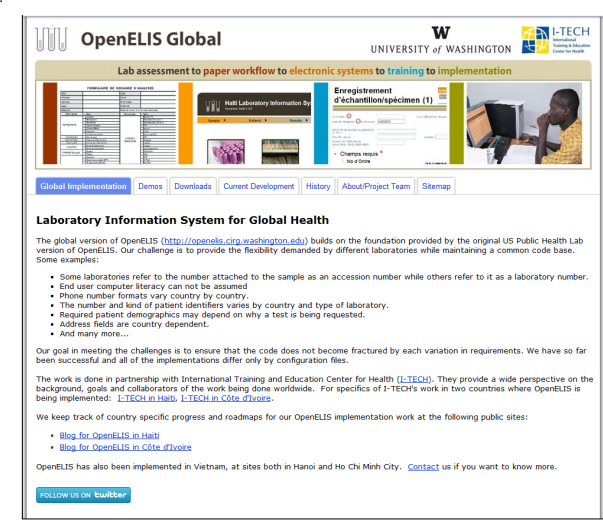 OpenELIS Global
W
UNIVERSITY of WASHINGTON
I-TECH
International
Training & Education
Center for Health
Lab assessment to paper workflow to electronic systems to training to implementation
FORMULAIRE DE DEMANDE D'ANALYSES
Haiti Laboratory Information Sy
Enregistrement
d'échantillon/spécimen (1)
Champs requis *
No d'Ordre
Global Implementation Demos Downloads Current Development History About/Project Team Sitemap
Laboratory Information System for Global Health
The global version of OpenELIS (http://openelis.cirg.washington.edu) builds on the foundation provided by the original US Public Health Lab
version of OpenELIS. Our challenge is to provide the flexibility demanded by different laboratories while maintaining a common code base.
Some examples:
Some laboratories refer to the number attached to the sample as an accession number while others refer to it as a laboratory number.
End user computer literacy can not be assumed
Phone number formats vary country by country.
The number and kind of patient identifiers varies by country and type of laboratory.
Required patient demographics may depend on why a test is being requested.
Address fields are country dependent.
And many more...
Our goal in meeting the challenges is to ensure that the code does not become fractured by each variation in requirements. We have so far
been successful and all of the implementations differ only by configuration files.
The work is done in partnership with International Training and Education Center for Health (I-TECH). They provide a wide perspective on the
background, goals and collaborators of the work being done worldwide. For specifics of I-TECH's work in two countries where OpenELIS is
being implemented: I-TECH in Haiti, I-TECH in Côte d'Ivoire.
We keep track of country specific progress and roadmaps for our OpenELIS implementation work at the following public sites:
Blog for OpenELIS in Haiti
Blog for OpenELIS in Côte d'Ivoire
OpenELIS has also been implemented in Vietnam, at sites both in Hanoi and Ho Chi Minh City. Contact us if you want to know more.
FOLLOW US ON twitter